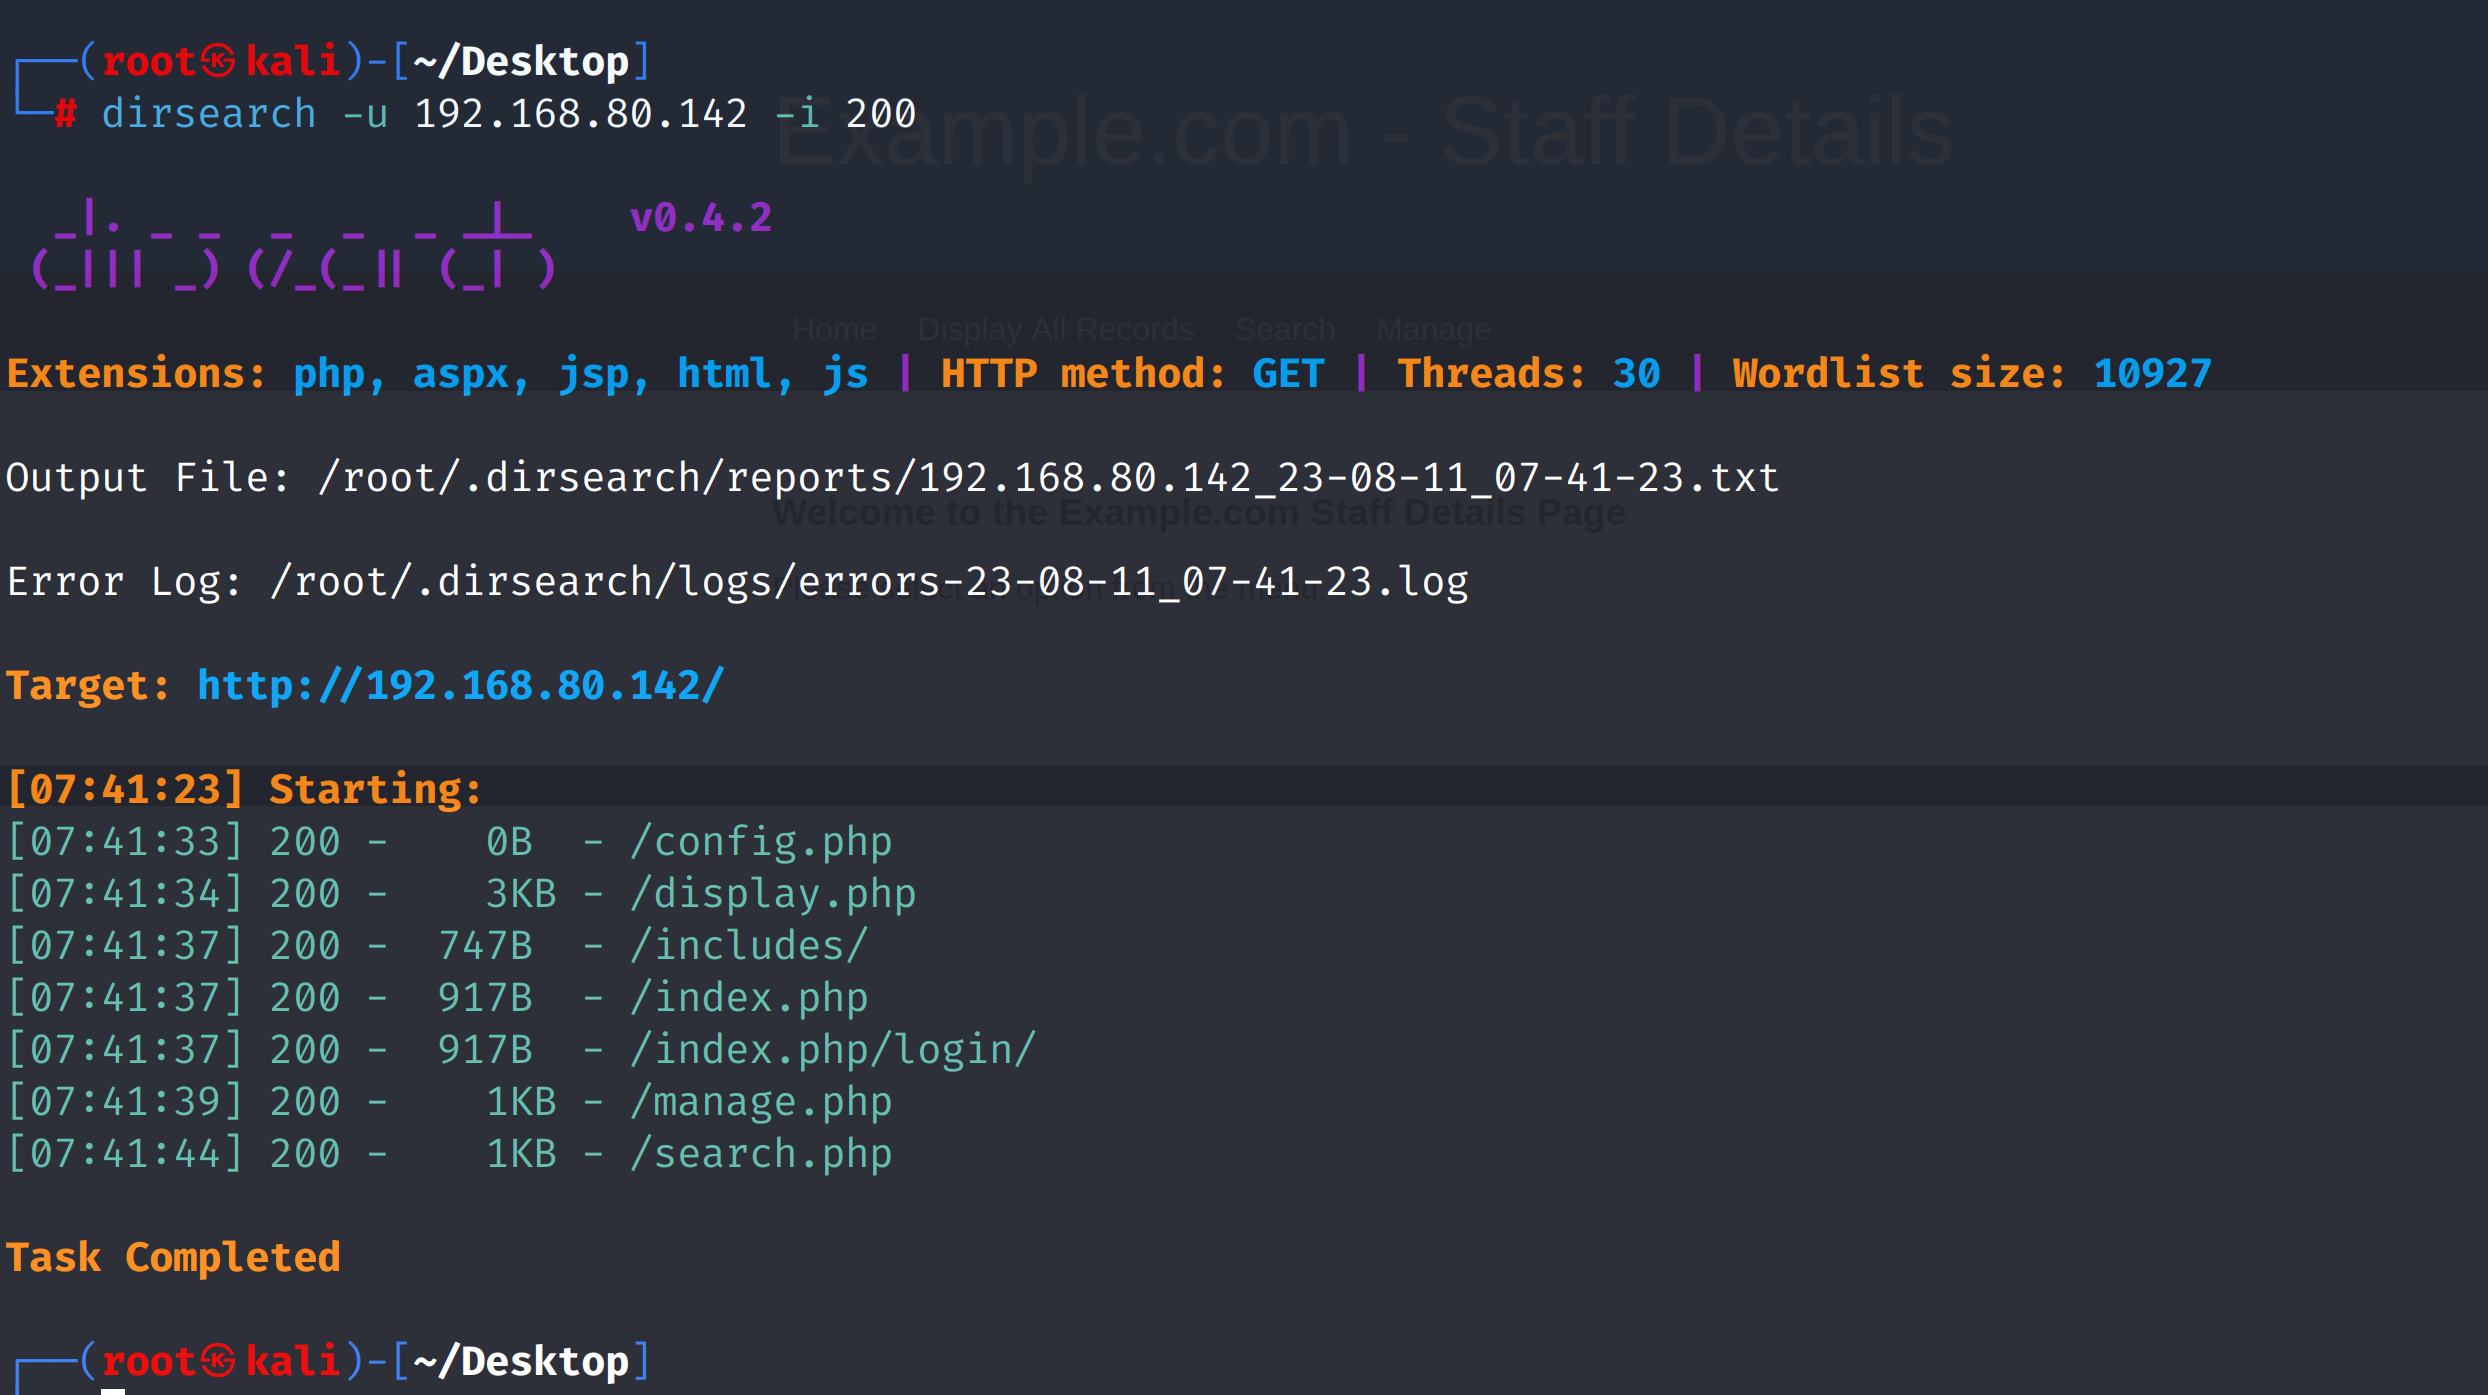 ┌──(root㉿kali)-[~/Desktop]
└─# dirsearch -u 192.168.80.142 -i 200
Example.com - Staff Details
  _|. _ _  _  _  _ _|_    v0.4.2
 (_||| _) (/_(_|| (_| )
Home Display All Records Search Manage
Extensions: php, aspx, jsp, html, js | HTTP method: GET | Threads: 30 | Wordlist size: 10927
Output File: /root/.dirsearch/reports/192.168.80.142_23-08-11_07-41-23.txt
Welcome to the Example.com Staff Details Page
Error Log: /root/.dirsearch/logs/errors-23-08-11_07-41-23.log
Target: http://192.168.80.142/
[07:41:23] Starting:
[07:41:33] 200 -    0B  - /config.php
[07:41:34] 200 -    3KB - /display.php
[07:41:37] 200 -  747B  - /includes/
[07:41:37] 200 -  917B  - /index.php
[07:41:37] 200 -  917B  - /index.php/login/
[07:41:39] 200 -    1KB - /manage.php
[07:41:44] 200 -    1KB - /search.php
Task Completed
┌──(root㉿kali)-[~/Desktop]